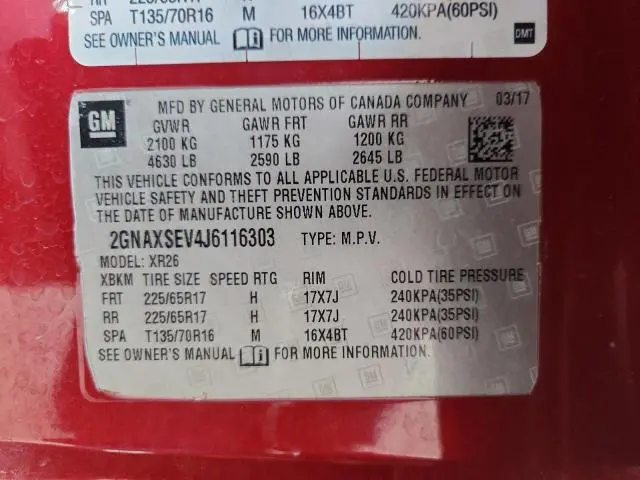 RR 225/65R17 H
SPA T135/70R16 M 16X4BT 420KPA(60PSI)
SEE OWNER'S MANUAL i FOR MORE INFORMATION.
DMT
GM
MFD BY GENERAL MOTORS OF CANADA COMPANY 03/17
GVWR GAWR FRT GAWR RR
2100 KG 1175 KG 1200 KG
4630 LB 2590 LB 2645 LB
THIS VEHICLE CONFORMS TO ALL APPLICABLE U.S. FEDERAL MOTOR
VEHICLE SAFETY AND THEFT PREVENTION STANDARDS IN EFFECT ON
THE DATE OF MANUFACTURE SHOWN ABOVE.
2GNAXSEV4J6116303 TYPE: M.P.V.
MODEL: XR26
XBKM TIRE SIZE SPEED RTG RIM COLD TIRE PRESSURE
FRT 225/65R17 H 17X7J 240KPA(35PSI)
RR 225/65R17 H 17X7J 240KPA(35PSI)
SPA T135/70R16 M 16X4BT 420KPA(60PSI)
SEE OWNER'S MANUAL i FOR MORE INFORMATION.